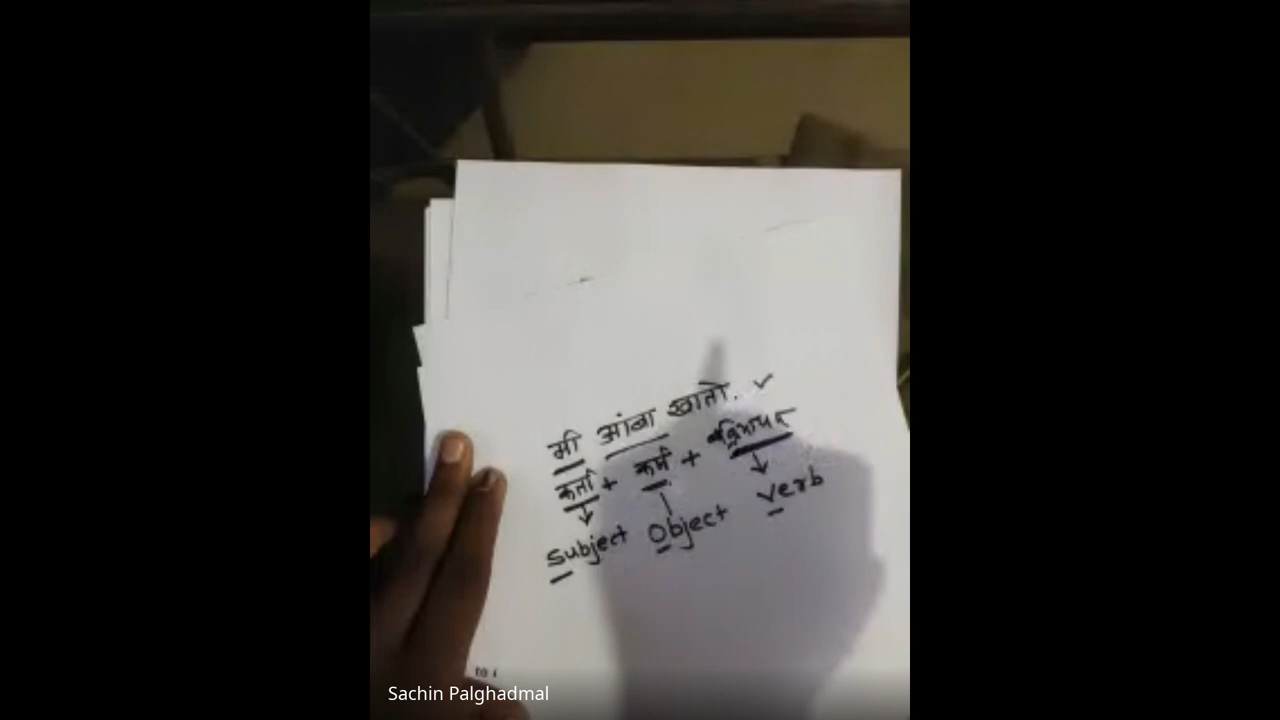 मी आंबा खातो. ✓
कर्ता + कर्म + क्रियापद
Subject Object Verb
Sachin Palghadmal